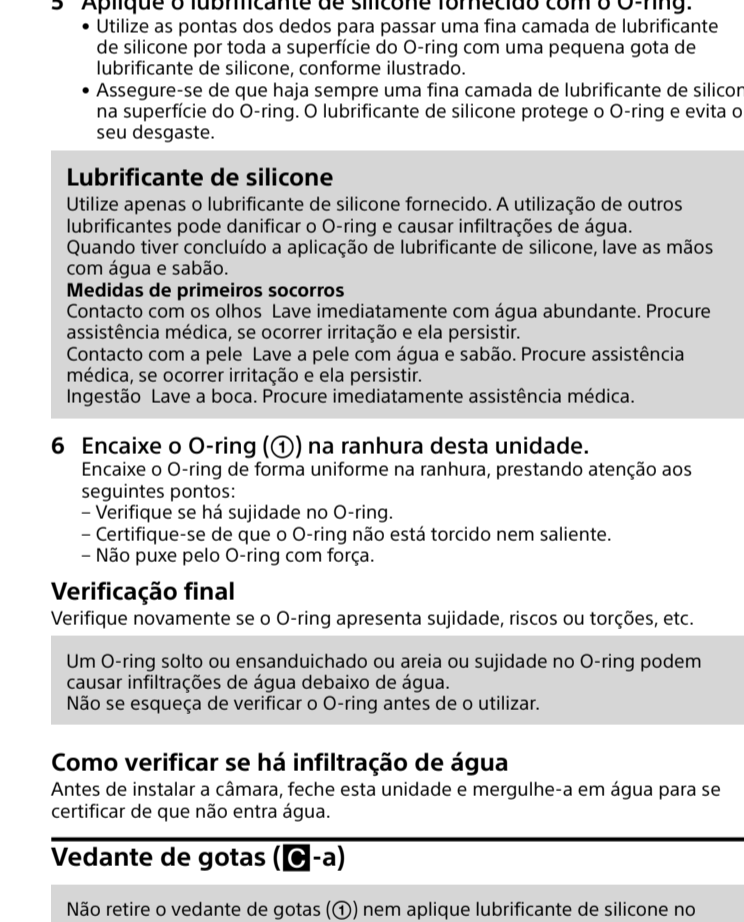 5 Aplique o lubrificante de silicone fornecido com o O-ring.
• Utilize as pontas dos dedos para passar uma fina camada de lubrificante
de silicone por toda a superfície do O-ring com uma pequena gota de
lubrificante de silicone, conforme ilustrado.
• Assegure-se de que haja sempre uma fina camada de lubrificante de silicon
na superfície do O-ring. O lubrificante de silicone protege o O-ring e evita o
seu desgaste.
Lubrificante de silicone
Utilize apenas o lubrificante de silicone fornecido. A utilização de outros
lubrificantes pode danificar o O-ring e causar infiltrações de água.
Quando tiver concluído a aplicação de lubrificante de silicone, lave as mãos
com água e sabão.
Medidas de primeiros socorros
Contacto com os olhos Lave imediatamente com água abundante. Procure
assistência médica, se ocorrer irritação e ela persistir.
Contacto com a pele Lave a pele com água e sabão. Procure assistência
médica, se ocorrer irritação e ela persistir.
Ingestão Lave a boca. Procure imediatamente assistência médica.
6 Encaixe o O-ring (①) na ranhura desta unidade.
Encaixe o O-ring de forma uniforme na ranhura, prestando atenção aos
seguintes pontos:
– Verifique se há sujidade no O-ring.
– Certifique-se de que o O-ring não está torcido nem saliente.
– Não puxe pelo O-ring com força.
Verificação final
Verifique novamente se o O-ring apresenta sujidade, riscos ou torções, etc.
Um O-ring solto ou ensanduichado ou areia ou sujidade no O-ring podem
causar infiltrações de água debaixo de água.
Não se esqueça de verificar o O-ring antes de o utilizar.
Como verificar se há infiltração de água
Antes de instalar a câmara, feche esta unidade e mergulhe-a em água para se
certificar de que não entra água.
Vedante de gotas (C-a)
Não retire o vedante de gotas (①) nem aplique lubrificante de silicone no